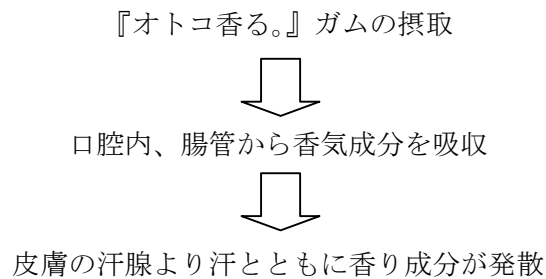 『オトコ香る。』ガムの摂取
口腔内、腸管から香気成分を吸収
皮膚の汗腺より汗とともに香り成分が発散